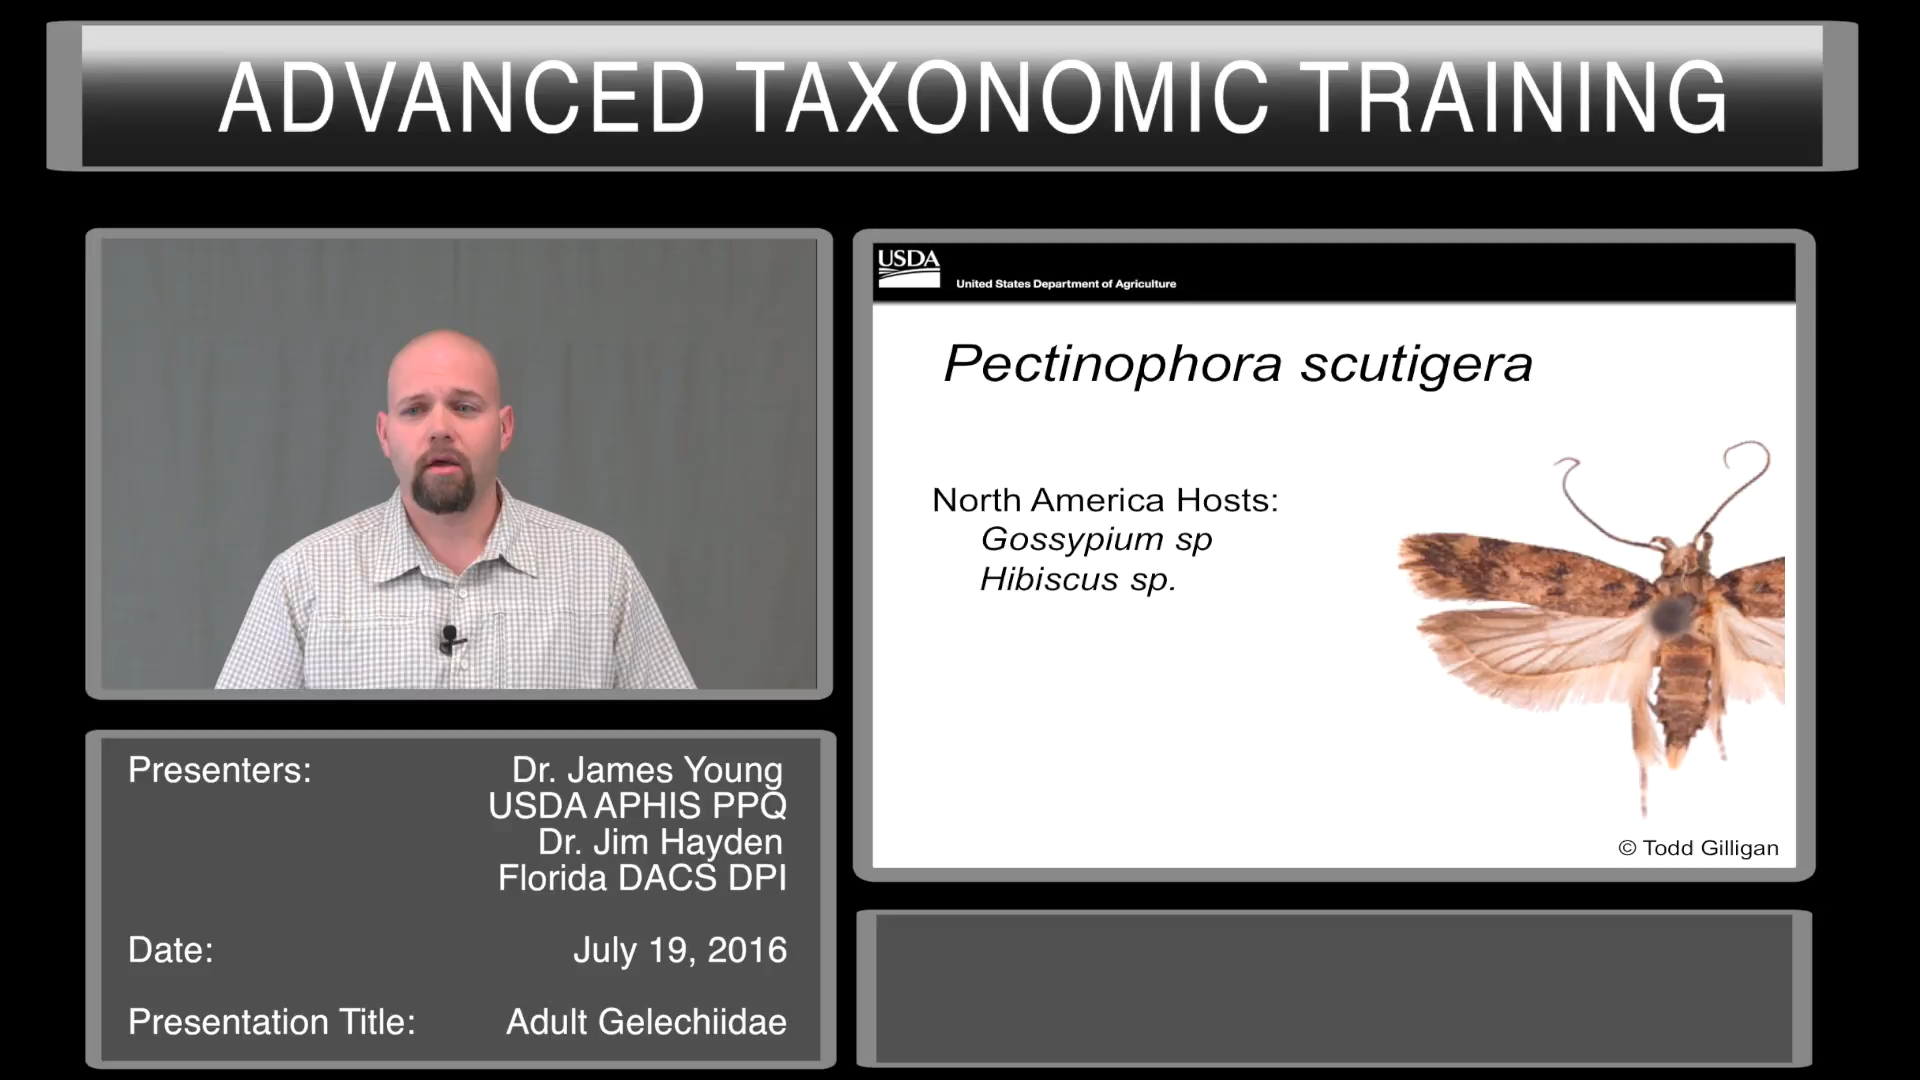 ADVANCED TAXONOMIC TRAINING
USDA
United States Department of Agriculture
Pectinophora scutigera
North America Hosts:
Gossypium sp
Hibiscus sp.
© Todd Gilligan
Presenters: Dr. James Young
USDA APHIS PPQ
Dr. Jim Hayden
Florida DACS DPI
Date: July 19, 2016
Presentation Title: Adult Gelechiidae